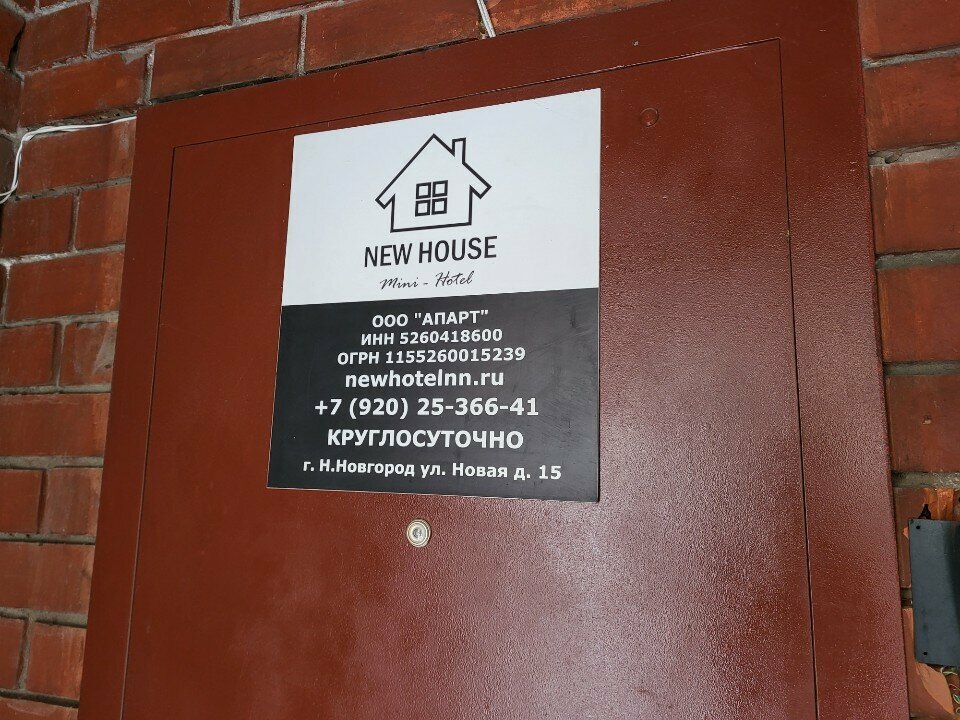 NEW HOUSE
Mini - Hotel
ООО "АПАРТ"
ИНН 5260418600
ОГРН 1155260015239
newhotelnn.ru
+7 (920) 25-366-41
КРУГЛОСУТОЧНО
г. Н.Новгород ул. Новая д. 15